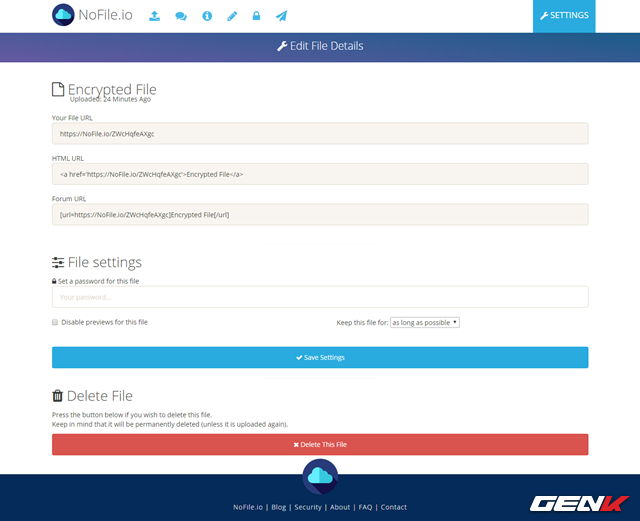 NoFile.io
SETTINGS
Edit File Details
Encrypted File
Uploaded: 24 Minutes Ago
Your File URL
https://NoFile.io/ZWcHqfeAXgc
HTML URL
<a href='https://NoFile.io/ZWcHqfeAXgc'>Encrypted File</a>
Forum URL
[url=https://NoFile.io/ZWcHqfeAXgc]Encrypted File[/url]
File settings
Set a password for this file
Your password...
Disable previews for this file
Keep this file for: as long as possible
Save Settings
Delete File
Press the button below if you wish to delete this file.
Keep in mind that it will be permanently deleted (unless it is uploaded again).
Delete This File
NoFile.io | Blog | Security | About | FAQ | Contact
GENK